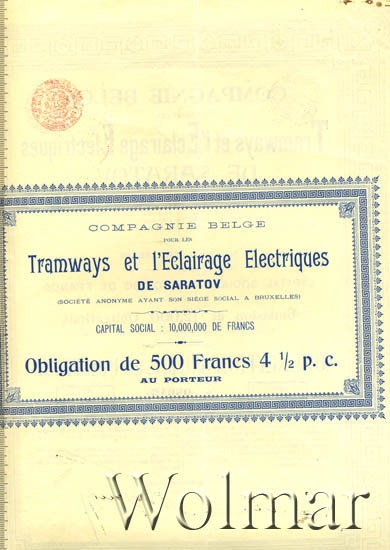 COMPAGNIE BELGE
POUR LES
Tramways et l'Eclairage Electriques
DE SARATOV
(SOCIÉTÉ ANONYME AYANT SON SIÈGE SOCIAL A BRUXELLES)
CAPITAL SOCIAL : 10,000,000 DE FRANCS
Obligation de 500 Francs 4 1/2 p. c.
AU PORTEUR
Wolmar